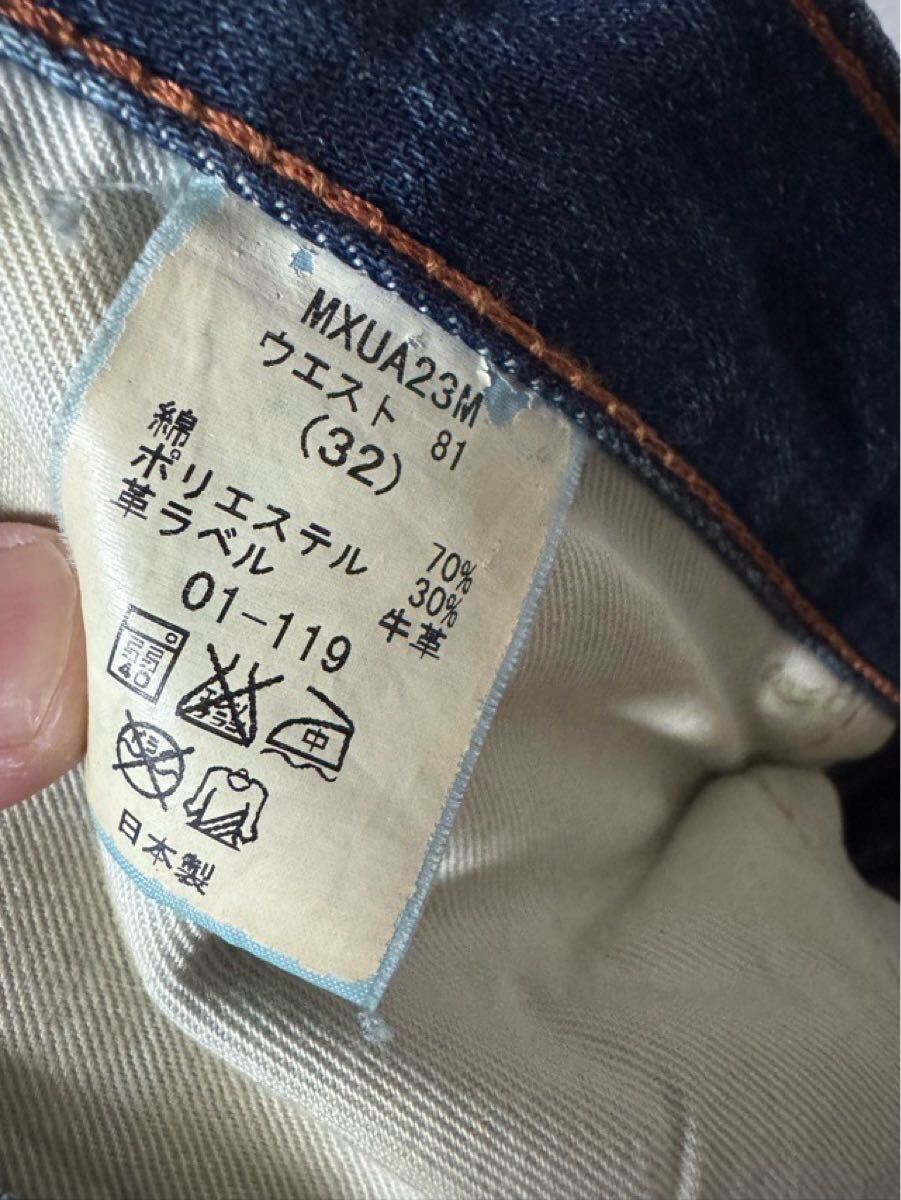 MXUA23M
ウエスト 81
(32)
綿 70%
ポリエステル 30%
革ラベル 牛革
01-119
中
日本製